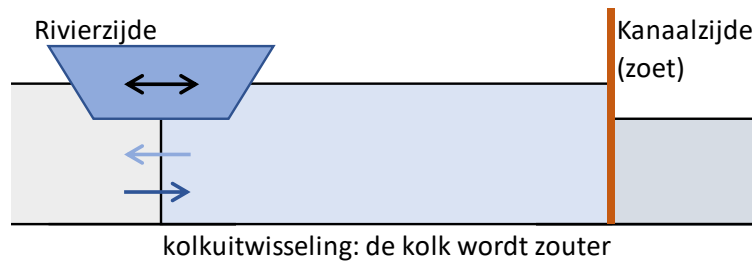 Rivierzijde
Kanaalzijde
(zoet)
kolkuitwisseling: de kolk wordt zouter